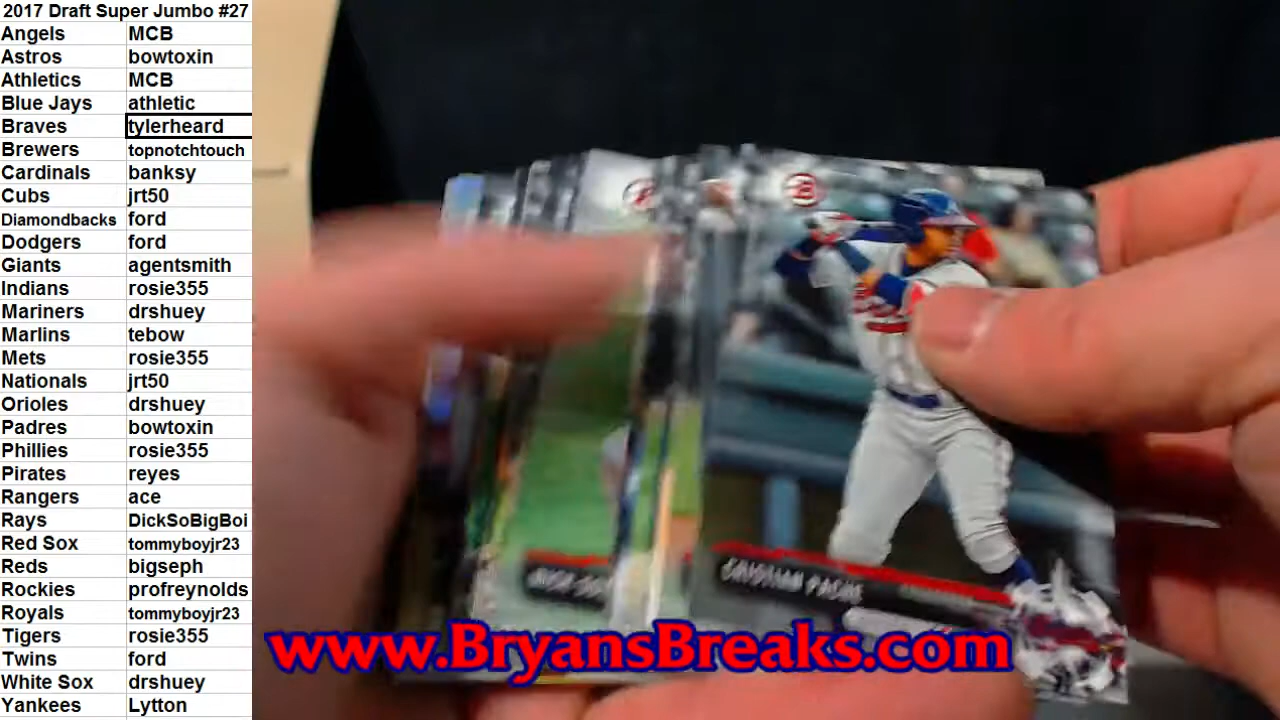 2017 Draft Super Jumbo #27
Angels MCB
Astros bowtoxin
Athletics MCB
Blue Jays athletic
Braves tylerheard
Brewers topnotchtouch
Cardinals banksy
Cubs jrt50
Diamondbacks ford
Dodgers ford
Giants agentsmith
Indians rosie355
Mariners drshuey
Marlins tebow
Mets rosie355
Nationals jrt50
Orioles drshuey
Padres bowtoxin
Phillies rosie355
Pirates reyes
Rangers ace
Rays DickSoBigBoi
Red Sox tommyboyjr23
Reds bigseph
Rockies profreynolds
Royals tommyboyjr23
Tigers rosie355
Twins ford
White Sox drshuey
Yankees Lytton
B
CRISTIAN PACHE
www.BryansBreaks.com